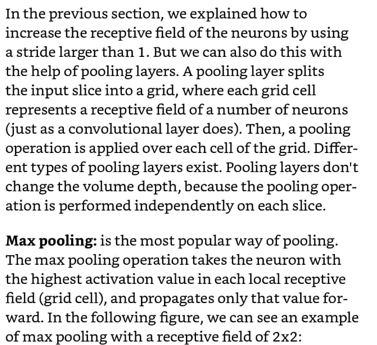 In the previous section, we explained how to
increase the receptive field of the neurons by using
a stride larger than 1. But we can also do this with
the help of pooling layers. A pooling layer splits
the input slice into a grid, where each grid cell
represents a receptive field of a number of neurons
(just as a convolutional layer does). Then, a pooling
operation is applied over each cell of the grid. Differ-
ent types of pooling layers exist. Pooling layers don't
change the volume depth, because the pooling oper-
ation is performed independently on each slice.
Max pooling: is the most popular way of pooling.
The max pooling operation takes the neuron with
the highest activation value in each local receptive
field (grid cell), and propagates only that value for-
ward. In the following figure, we can see an example
of max pooling with a receptive field of 2x2: